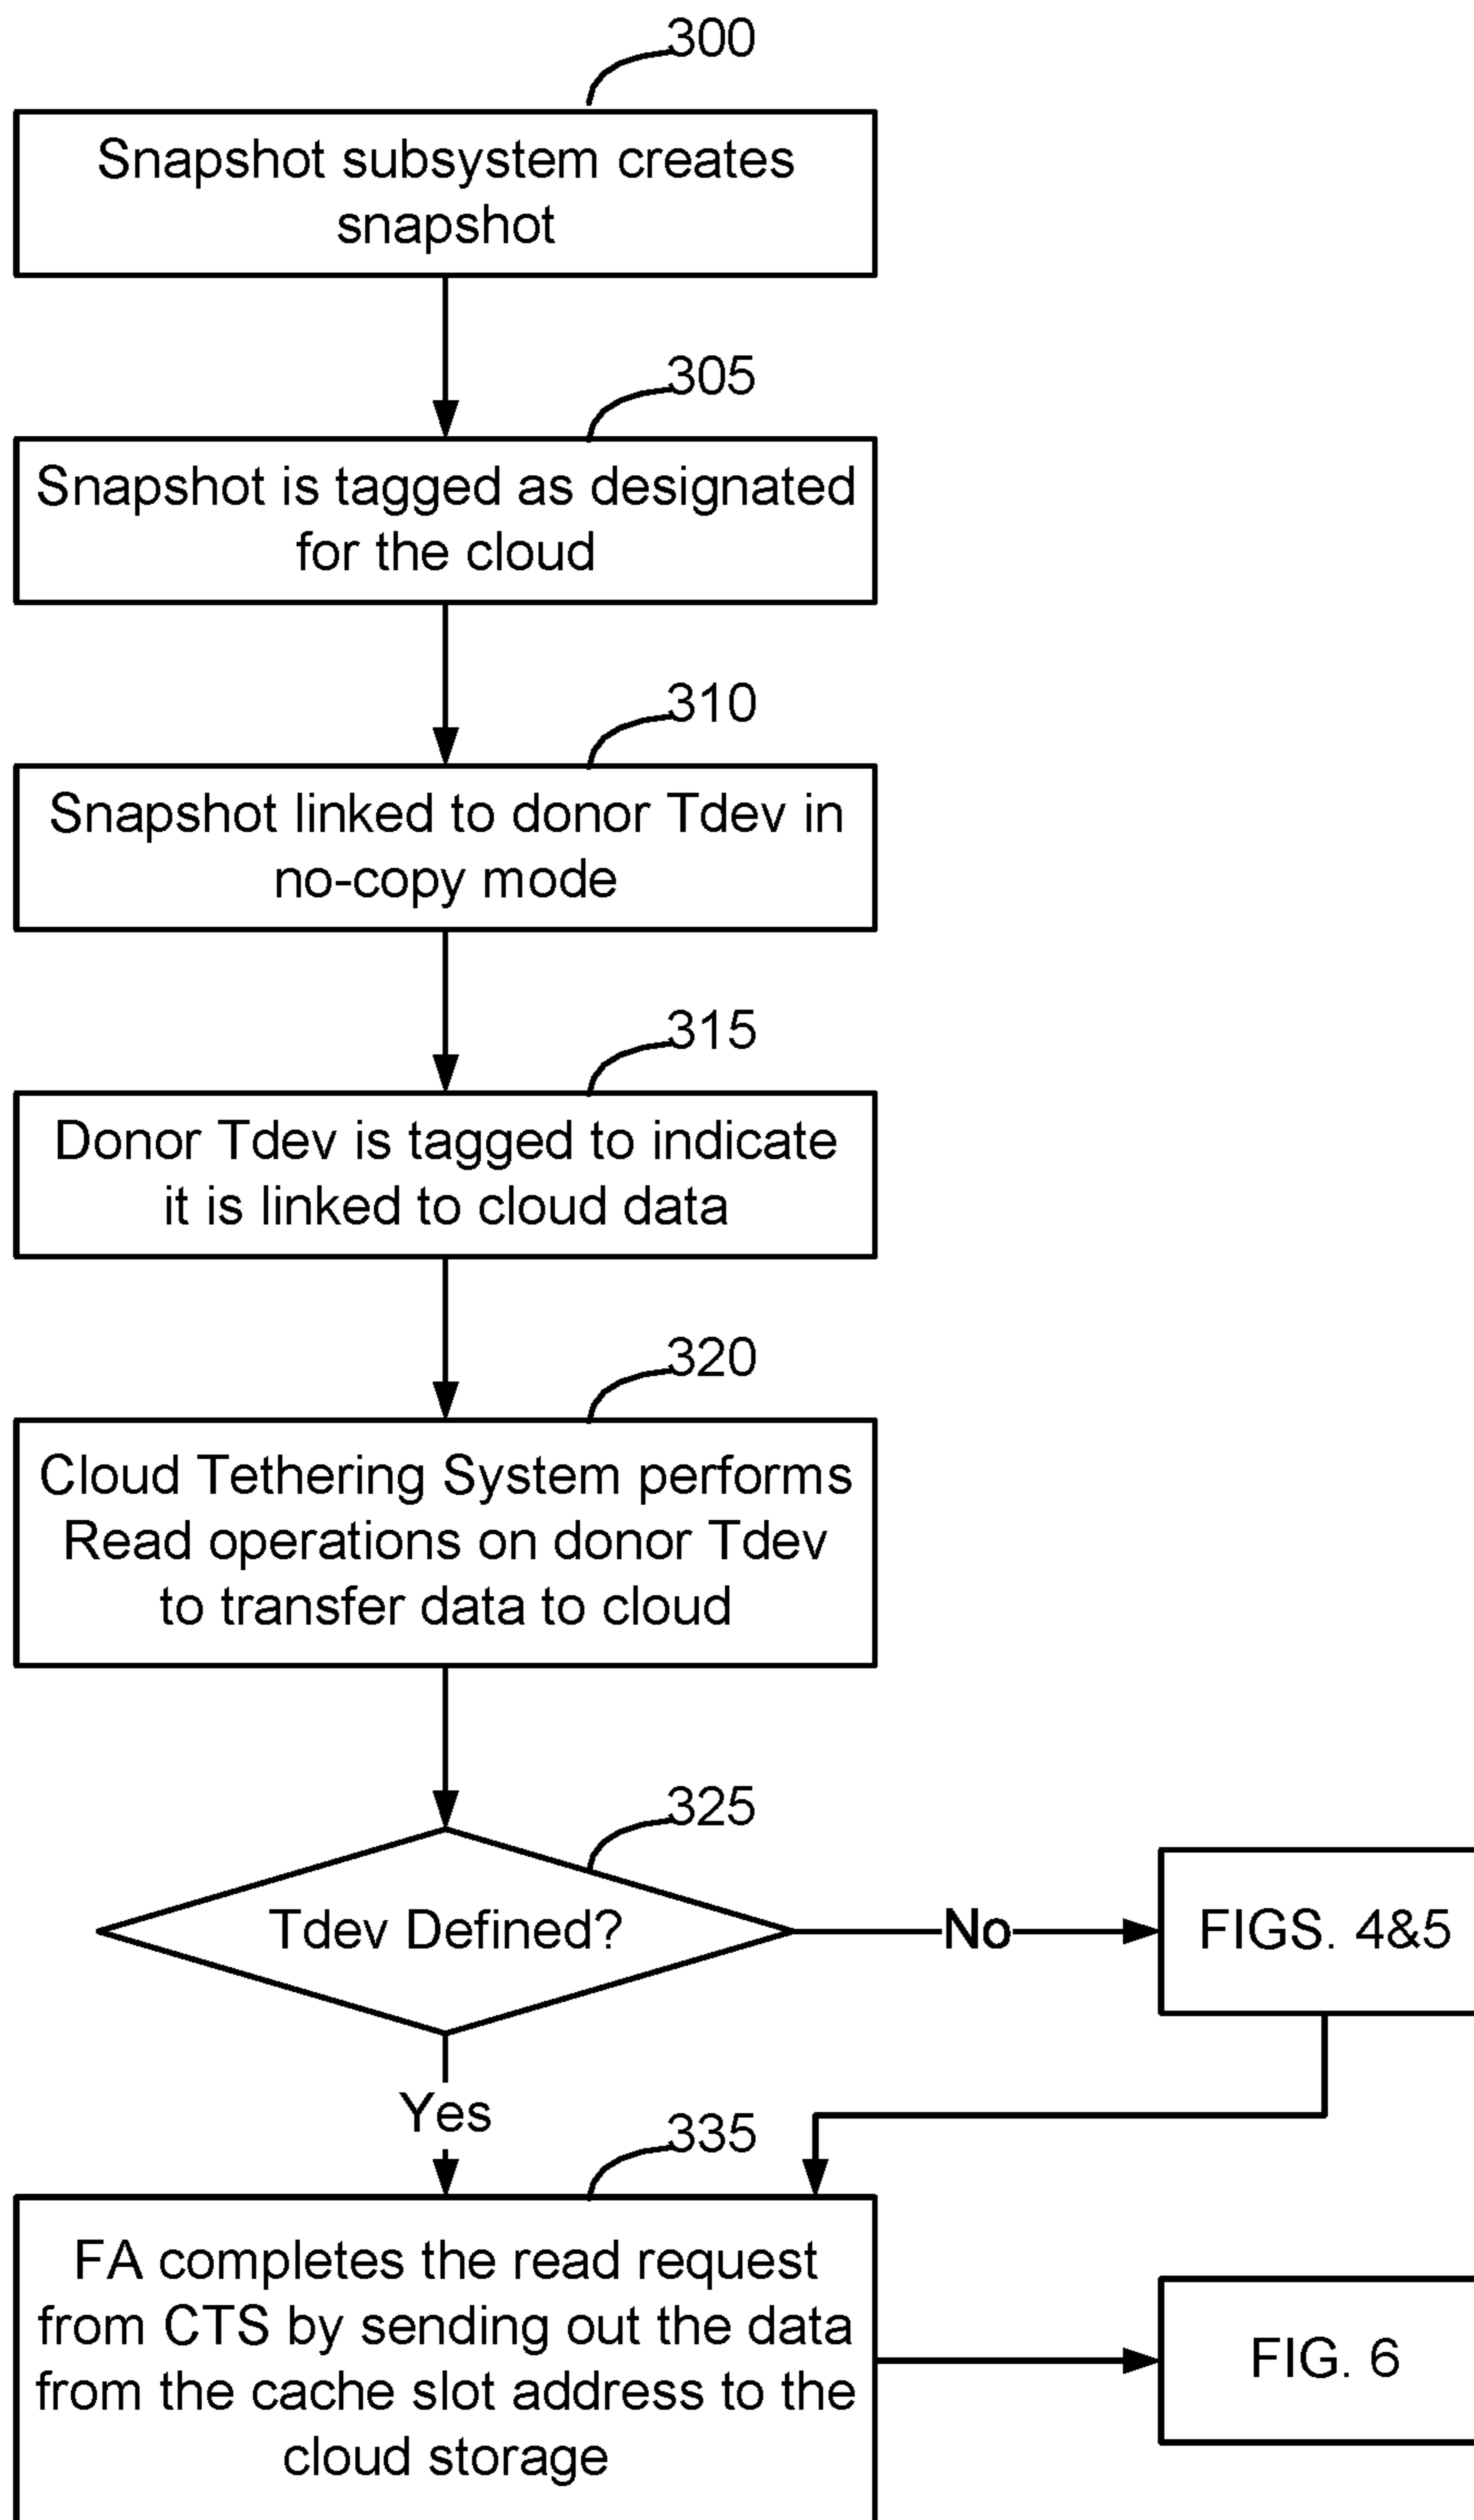 300
Snapshot subsystem creates
snapshot
305
Snapshot is tagged as designated
for the cloud
310
Snapshot linked to donor Tdev in
no-copy mode
315
Donor Tdev is tagged to indicate
it is linked to cloud data
320
Cloud Tethering System performs
Read operations on donor Tdev
to transfer data to cloud
325
Tdev Defined?
No
FIGS. 4&5
Yes
335
FA completes the read request
from CTS by sending out the data
from the cache slot address to the
cloud storage
FIG. 6